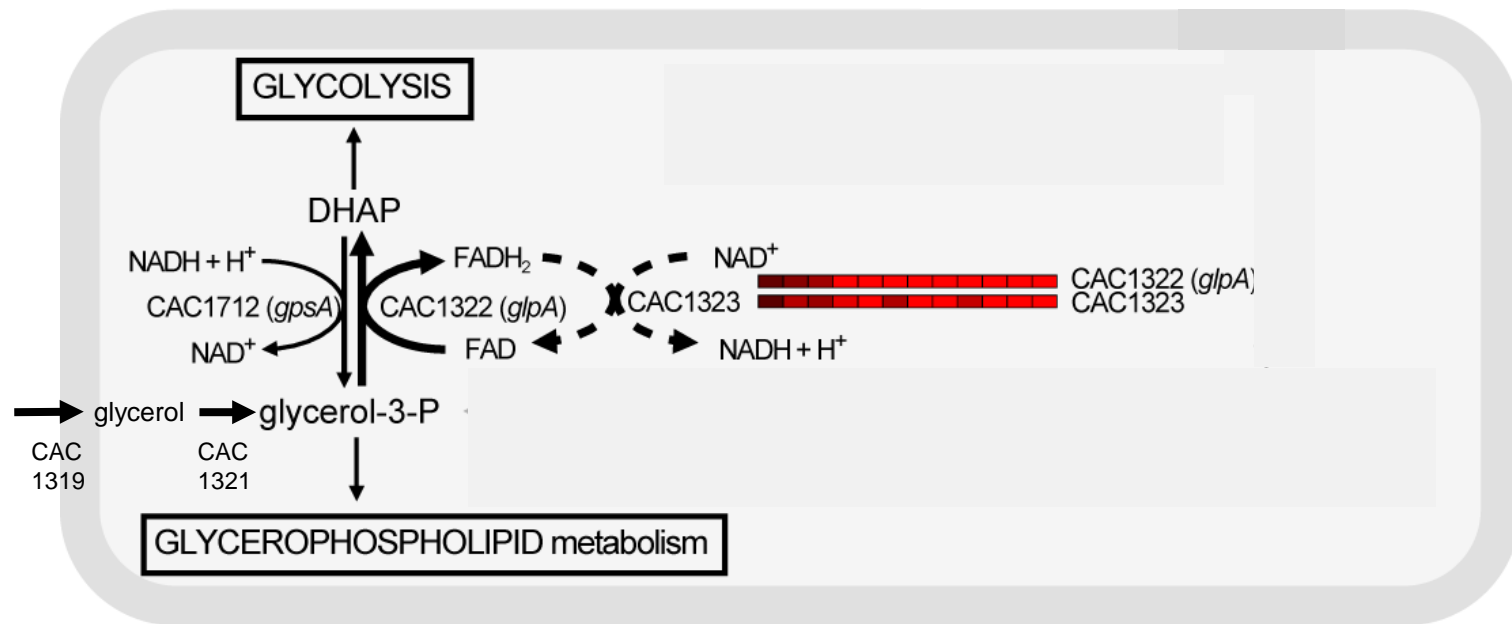 GLYCOLYSIS
DHAP
NADH + H⁺
FADH₂
NAD⁺
CAC1322 (glpA)
CAC1712 (gpsA)
CAC1322 (glpA)
CAC1323
CAC1323
NAD⁺
FAD
NADH + H⁺
glycerol
glycerol-3-P
CAC
1319
CAC
1321
GLYCEROPHOSPHOLIPID metabolism